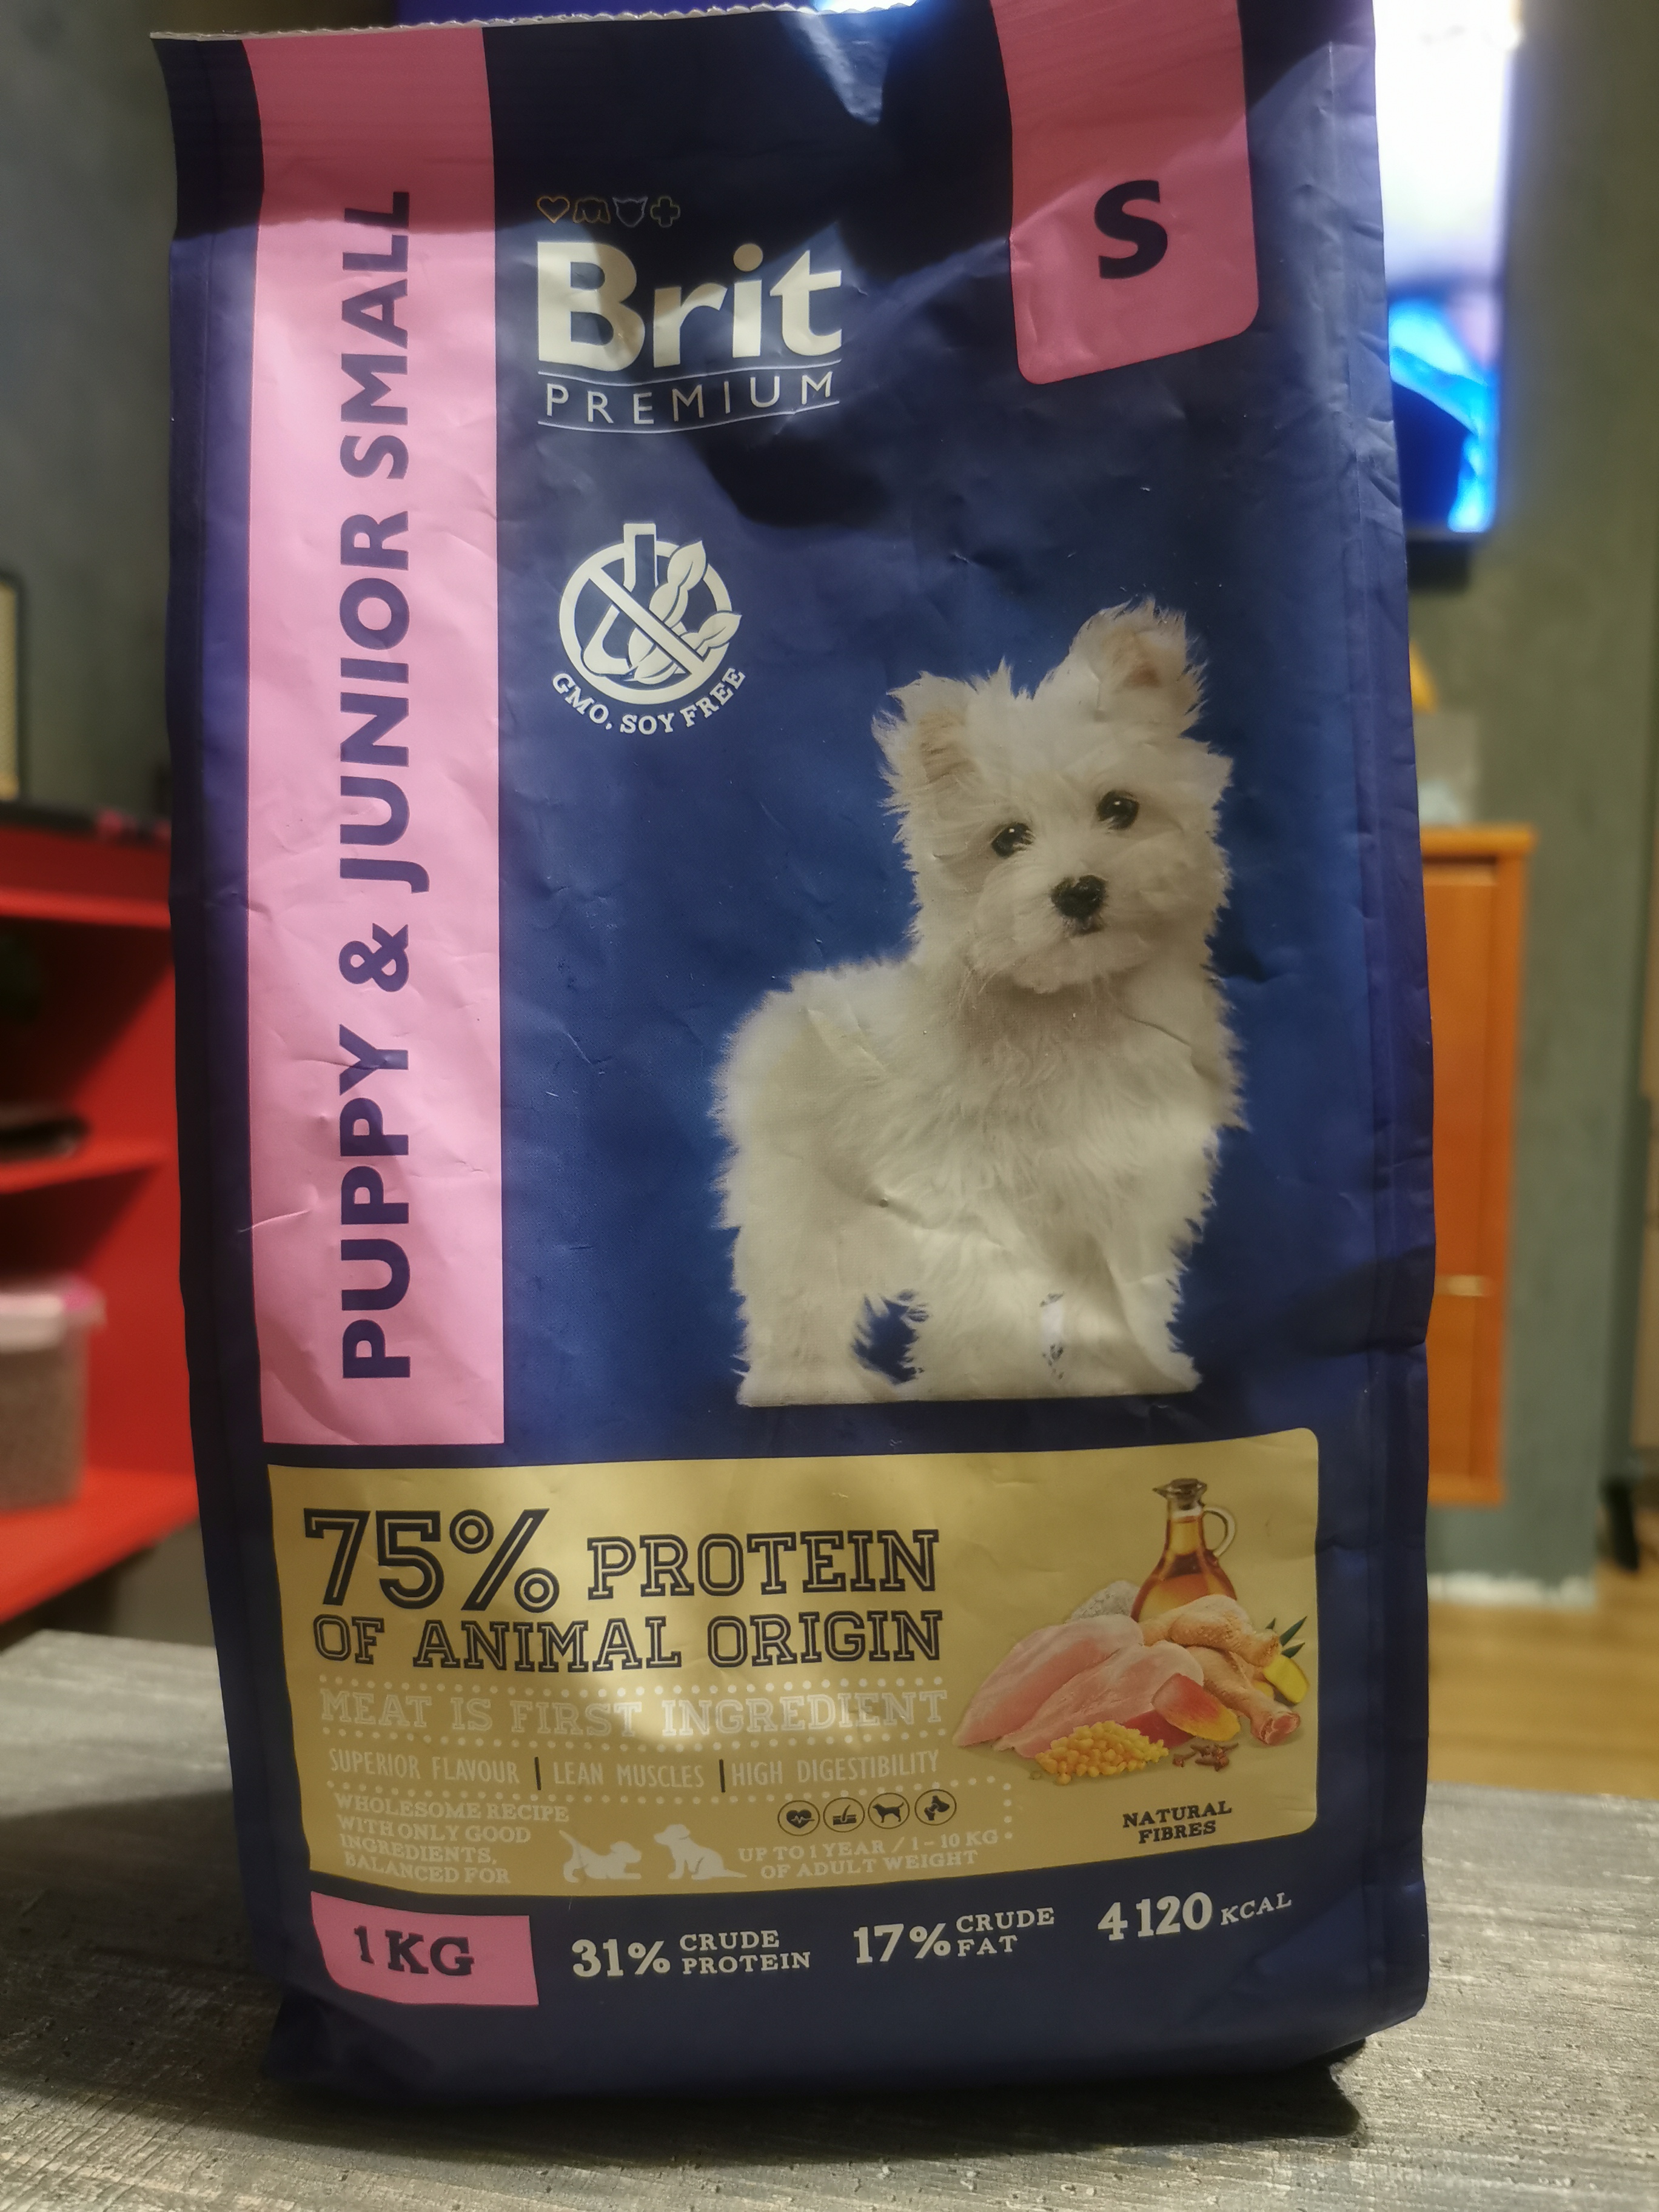 S
Brit
PREMIUM
PUPPY & JUNIOR SMALL
GMO, SOY FREE
75% PROTEIN
OF ANIMAL ORIGIN
MEAT IS FIRST INGREDIENT
SUPERIOR FLAVOUR | LEAN MUSCLES | HIGH DIGESTIBILITY
WHOLESOME RECIPE
WITH ONLY GOOD
INGREDIENTS,
BALANCED FOR
UP TO 1 YEAR / 1 - 10 KG
OF ADULT WEIGHT
NATURAL
FIBRES
1 KG
31% CRUDE
PROTEIN
17% CRUDE
FAT
4120 KCAL